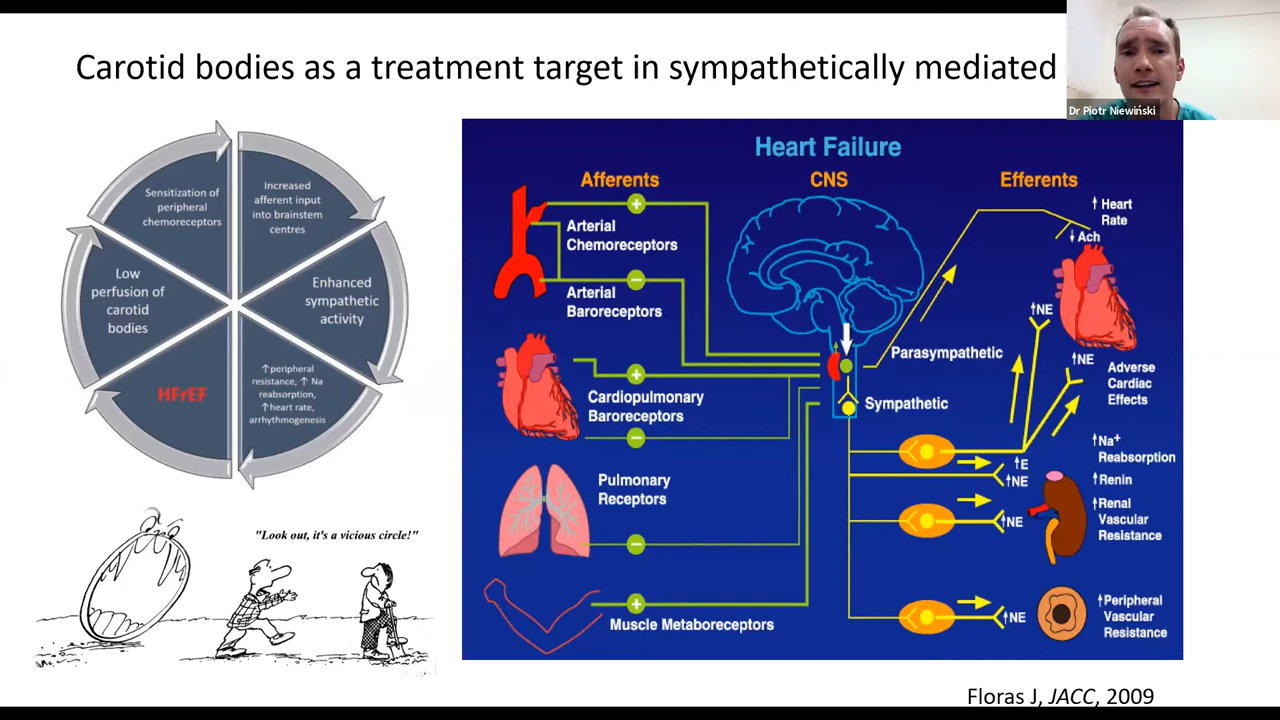 Carotid bodies as a treatment target in sympathetically mediated
Dr Piotr Niewiński
Sensitization of
peripheral
chemoreceptors
Increased
afferent input
into brainstem
centres
Enhanced
sympathetic
activity
↑peripheral
resistance, ↑ Na
reabsorption,
↑heart rate,
arrhythmogenesis
HFrEF
Low
perfusion of
carotid
bodies
"Look out, it's a vicious circle!"
Heart Failure
Afferents
CNS
Efferents
+
Arterial
Chemoreceptors
−
Arterial
Baroreceptors
+
Cardiopulmonary
Baroreceptors
−
Pulmonary
Receptors
−
+
Muscle Metaboreceptors
Parasympathetic
Sympathetic
↑ Heart
Rate
↓ Ach
↑NE
↑NE
Adverse
Cardiac
Effects
↑E
↑NE
↑Na+
Reabsorption
↑Renin
↑Renal
Vascular
Resistance
↑NE
↑NE
↑Peripheral
Vascular
Resistance
Floras J, JACC, 2009